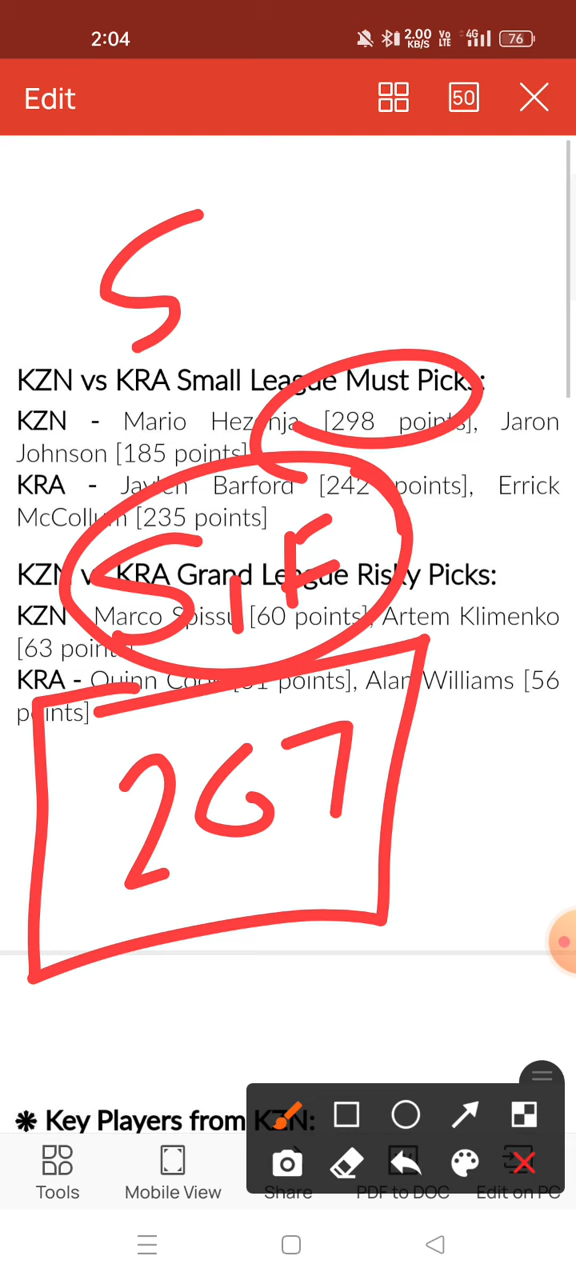 2:04 2.00 KB/S Vo LTE 4G 76
Edit 50
S
KZN vs KRA Small League Must Picks:
KZN - Mario Hezonja [298 points], Jaron
Johnson [185 points]
KRA - Jaylen Barford [242 points], Errick
McCollum [235 points]
S, F
KZN vs KRA Grand League Risky Picks:
KZN - Marco Spissu [60 points], Artem Klimenko
[63 points]
KRA - Quinn points], Alan Williams [56
points]
267
✱ Key Players from KZN:
Tools Mobile View Share PDF to DOC Edit on PC